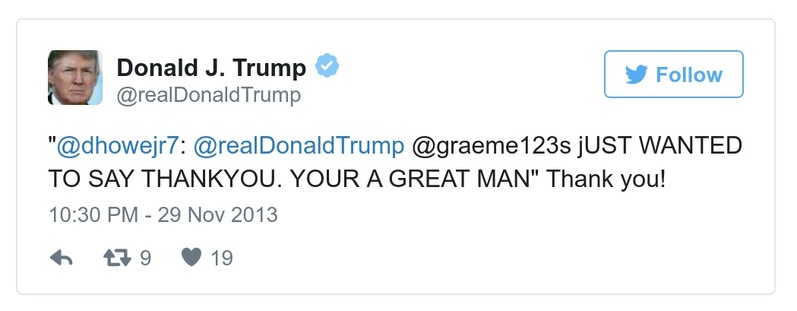 Donald J. Trump
@realDonaldTrump
Follow
"@dhowejr7: @realDonaldTrump @graeme123s jUST WANTED
TO SAY THANKYOU. YOUR A GREAT MAN" Thank you!
10:30 PM - 29 Nov 2013
9 19